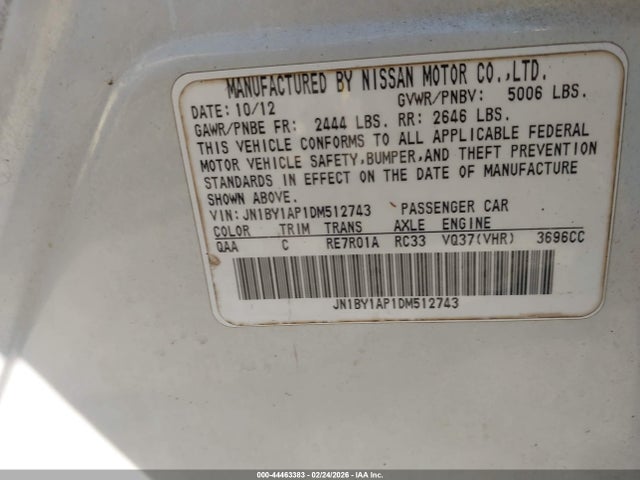 MANUFACTURED BY NISSAN MOTOR CO.,LTD.
DATE: 10/12 GVWR/PNBV: 5006 LBS.
GAWR/PNBE FR: 2444 LBS. RR: 2646 LBS.
THIS VEHICLE CONFORMS TO ALL APPLICABLE FEDERAL
MOTOR VEHICLE SAFETY,BUMPER,AND THEFT PREVENTION
STANDARDS IN EFFECT ON THE DATE OF MANUFACTURE
SHOWN ABOVE.
VIN:JN1BY1AP1DM512743 PASSENGER CAR
COLOR TRIM TRANS AXLE ENGINE
QAA C RE7R01A RC33 VQ37(VHR) 3696CC
JN1BY1AP1DM512743
000-44463383 - 02/24/2026 - IAA Inc.